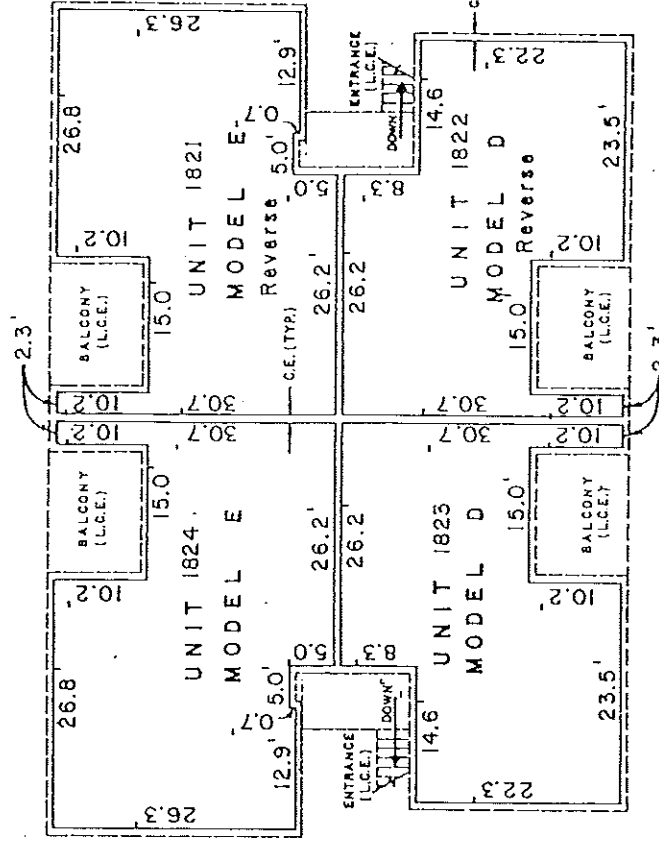 26.8
26.3'
10.2'
BALCONY
(L.C.E.)
15.0'
10.2'
2.3'
10.2'
BALCONY
(L.C.E.)
15.0'
10.2'
26.8
26.3'
UNIT 1824
MODEL E
30.7'
30.7'
UNIT 1821
MODEL E
Reverse
12.9'
0.7'
5.0'
5.0'
26.2'
C.E.(TYP.)
26.2'
5.0'
5.0'
0.7'
12.9'
ENTRANCE
(L.C.E.)
DOWN
14.6
8.3'
26.2
26.2
8.3'
14.6
DOWN
ENTRANCE
(L.C.E.)
UNIT 1823
MODEL D
30.7'
30.7'
UNIT 1822
MODEL D
Reverse
22.3'
23.5'
10.2'
15.0'
BALCONY
(L.C.E.)
10.2'
10.2'
15.0'
BALCONY
(L.C.E.)
10.2'
23.5'
22.3'